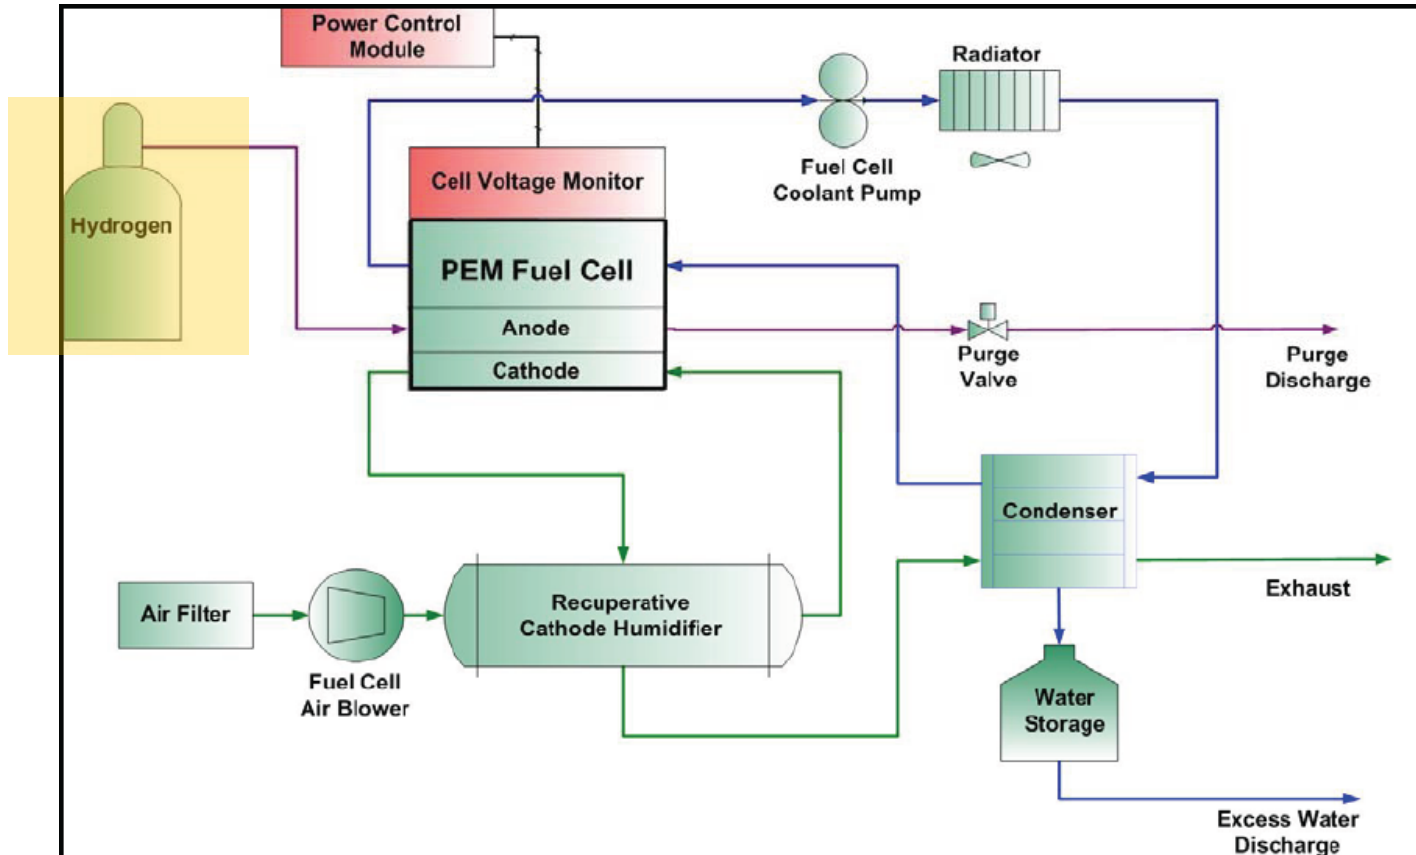 Power Control
Module
Radiator
Fuel Cell
Coolant Pump
Cell Voltage Monitor
Hydrogen
PEM Fuel Cell
Anode
Cathode
Purge
Valve
Purge
Discharge
Condenser
Exhaust
Air Filter
Fuel Cell
Air Blower
Recuperative
Cathode Humidifier
Water
Storage
Excess Water
Discharge